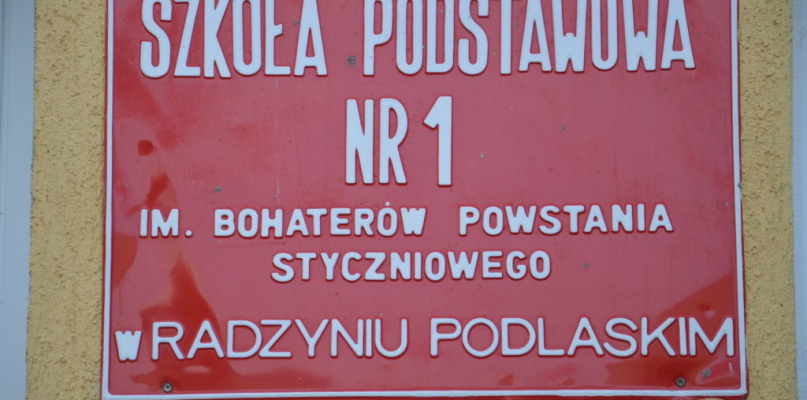 SZKOŁA PODSTAWOWA
NR 1
IM. BOHATERÓW POWSTANIA
STYCZNIOWEGO
w RADZYNIU PODLASKIM